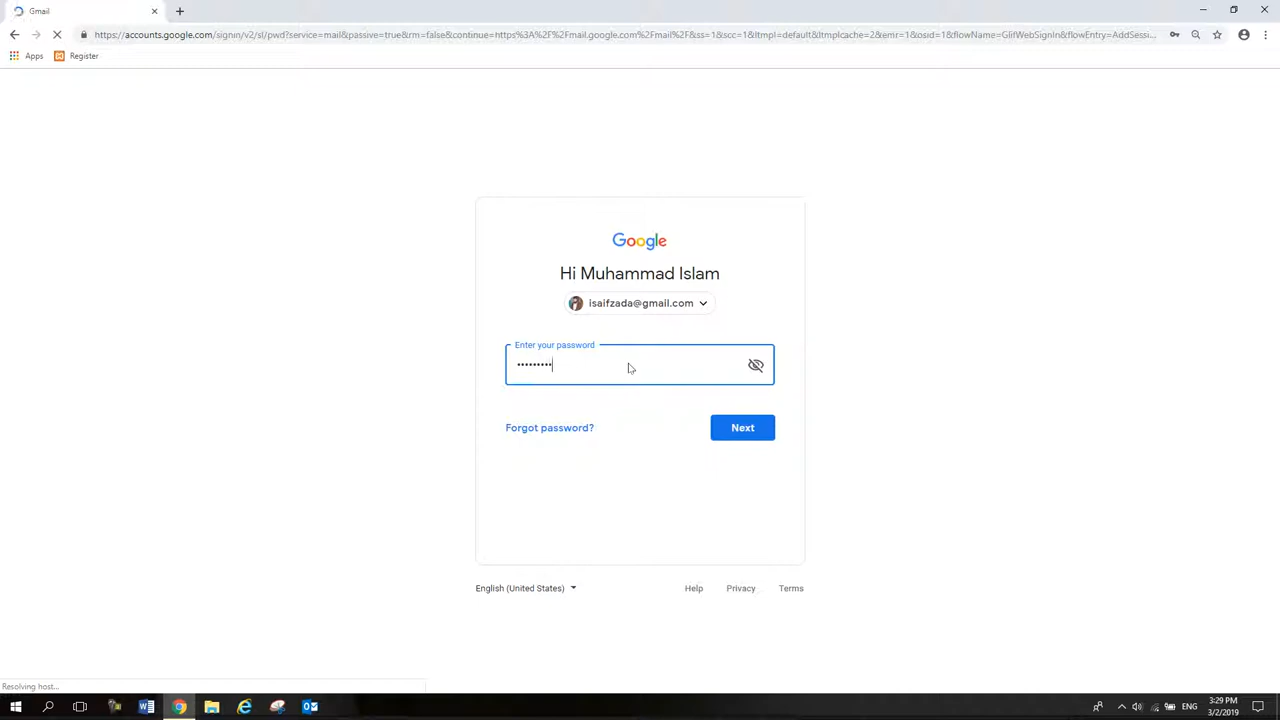 Gmail
https://accounts.google.com/signin/v2/sl/pwd?service=mail&passive=true&rm=false&continue=https%3A%2F%2Fmail.google.com%2Fmail%2F&ss=1&scc=1&ltmpl=default&ltmplcache=2&emr=1&osid=1&flowName=GlifWebSignIn&flowEntry=AddSessi...
Apps
Register
Google
Hi Muhammad Islam
isaifzada@gmail.com
Enter your password
•••••••••
Forgot password?
Next
English (United States)
Help
Privacy
Terms
Resolving host...
ENG
3:29 PM
3/2/2019